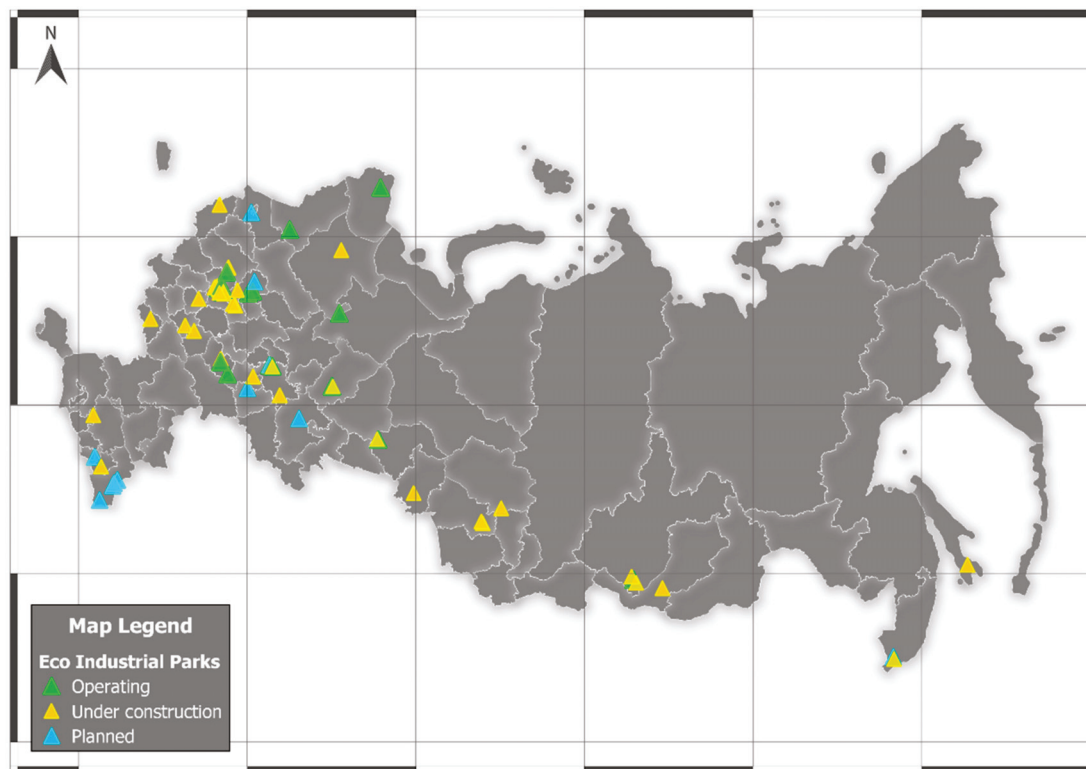 N
Map Legend
Eco Industrial Parks
Operating
Under construction
Planned